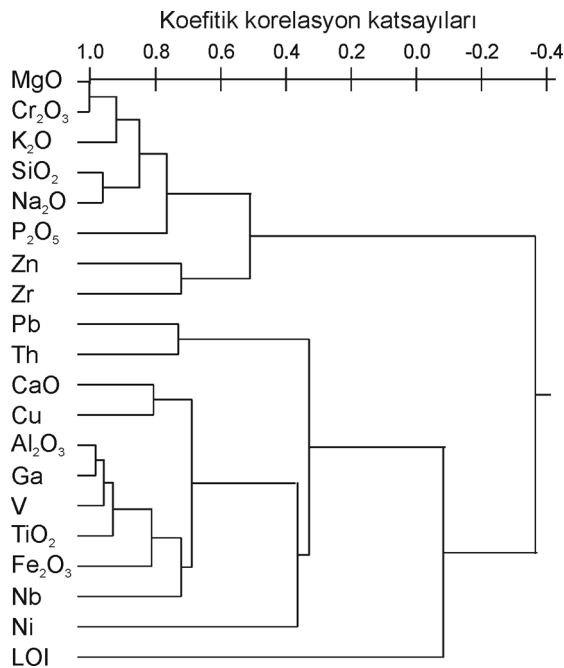 Koefitik korelasyon katsayıları
1.0 0.8 0.6 0.4 0.2 0.0 -0.2 -0.4
MgO
Cr₂O₃
K₂O
SiO₂
Na₂O
P₂O₅
Zn
Zr
Pb
Th
CaO
Cu
Al₂O₃
Ga
V
TiO₂
Fe₂O₃
Nb
Ni
LOI